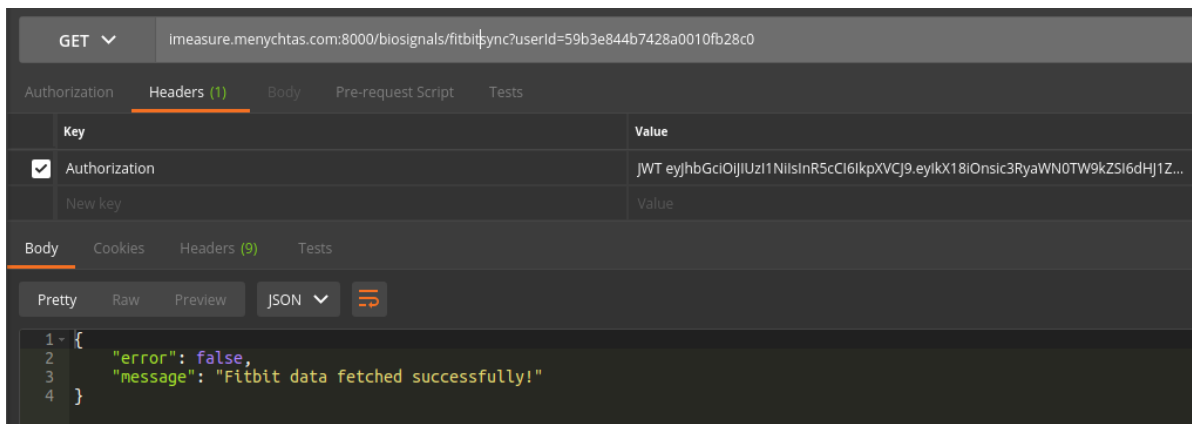 GET imeasure.menychtas.com:8000/biosignals/fitbitsync?userId=59b3e844b7428a0010fb28c0
Authorization Headers (1) Body Pre-request Script Tests
Key Value
Authorization JWT eyJhbGciOiJIUzI1NiIsInR5cCI6IkpXVCJ9.eyIkX18iOnsic3RyaWN0TW9kZSI6dHJ1Z...
New key Value
Body Cookies Headers (9) Tests
Pretty Raw Preview JSON
1 {
2 "error": false,
3 "message": "Fitbit data fetched successfully!"
4 }